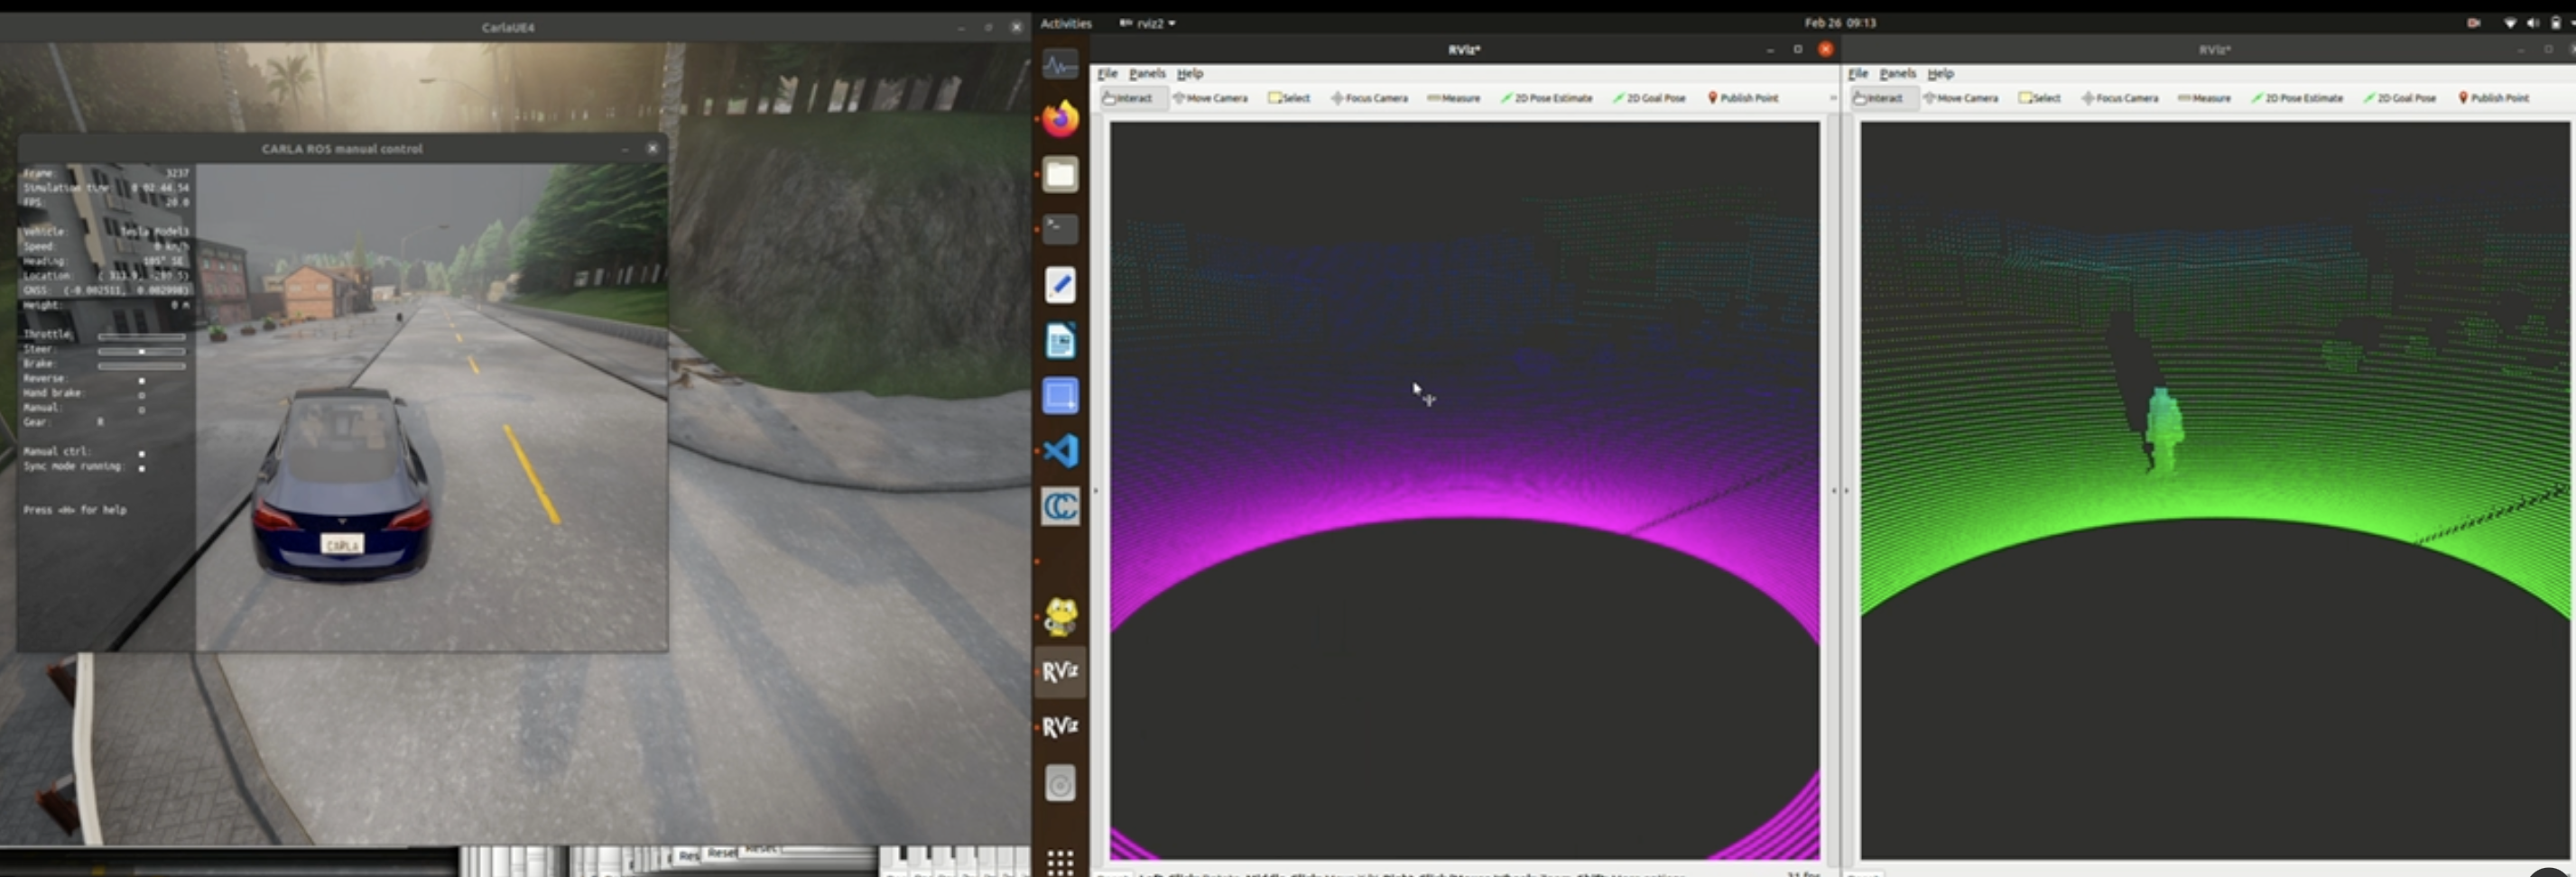 CarlaUE4
CARLA ROS manual control
Frame: 3237
Simulation time: 0:02:44.54
FPS: 20.0
Vehicle: Tesla Model3
Speed: 0 km/h
Heading: 105° SE
Location:
GNSS: (-0.002511, 0.002998)
Height: 0 m
Throttle:
Steer:
Brake:
Reverse:
Hand brake:
Manual:
Gear: R
Manual ctrl:
Sync mode running:
Press <H> for help
CARLA
Res Reset Reset
Activities rviz2 Feb 26 09:13
RViz*
File Panels Help
Interact Move Camera Select Focus Camera Measure 2D Pose Estimate 2D Goal Pose Publish Point
RViz
RViz
31 fps
RViz*
File Panels Help
Interact Move Camera Select Focus Camera Measure 2D Pose Estimate 2D Goal Pose Publish Point